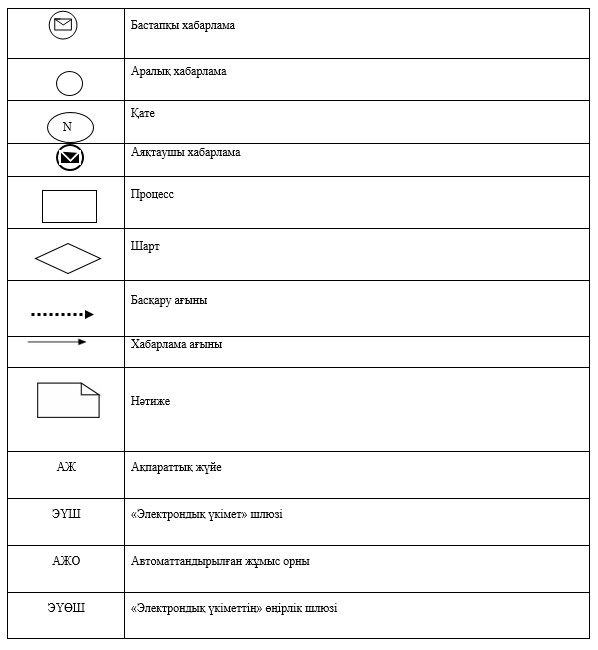 Бастапқы хабарлама
Аралық хабарлама
N Қате
Аяқтаушы хабарлама
Процесс
Шарт
Басқару ағыны
Хабарлама ағыны
Нәтиже
АЖ Ақпараттық жүйе
ЭҮШ «Электрондық үкімет» шлюзі
АЖО Автоматтандырылған жұмыс орны
ЭҮӨШ «Электрондық үкіметтің» өңірлік шлюзі